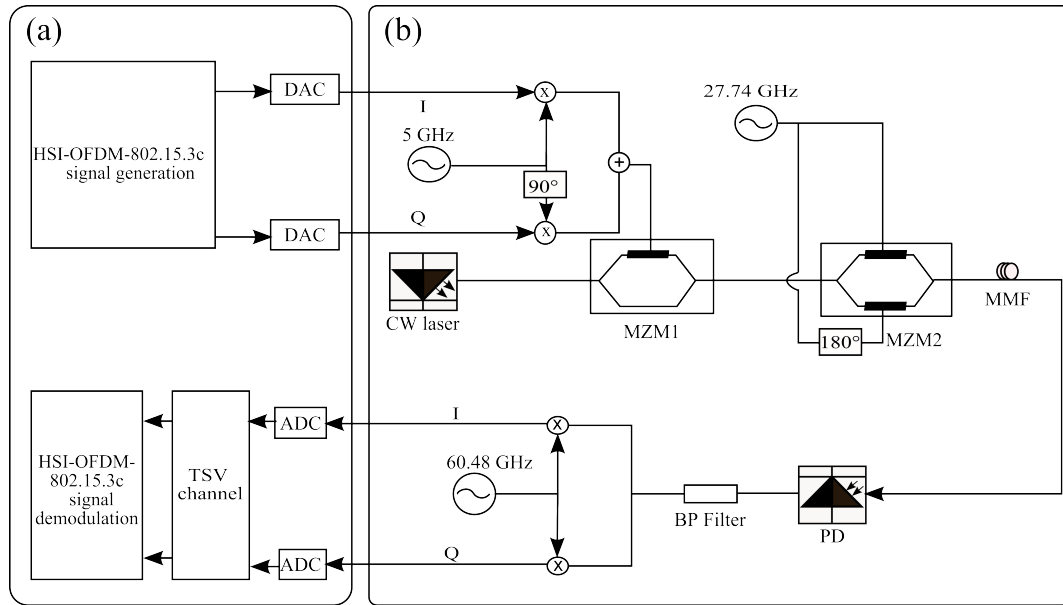 (a)
HSI-OFDM-802.15.3c
signal generation
DAC
DAC
HSI-OFDM-
802.15.3c
signal
demodulation
TSV
channel
ADC
ADC
(b)
I
5 GHz
x
90°
Q
x
+
27.74 GHz
CW laser
MZM1
180°
MZM2
MMF
I
x
60.48 GHz
Q
x
BP Filter
PD